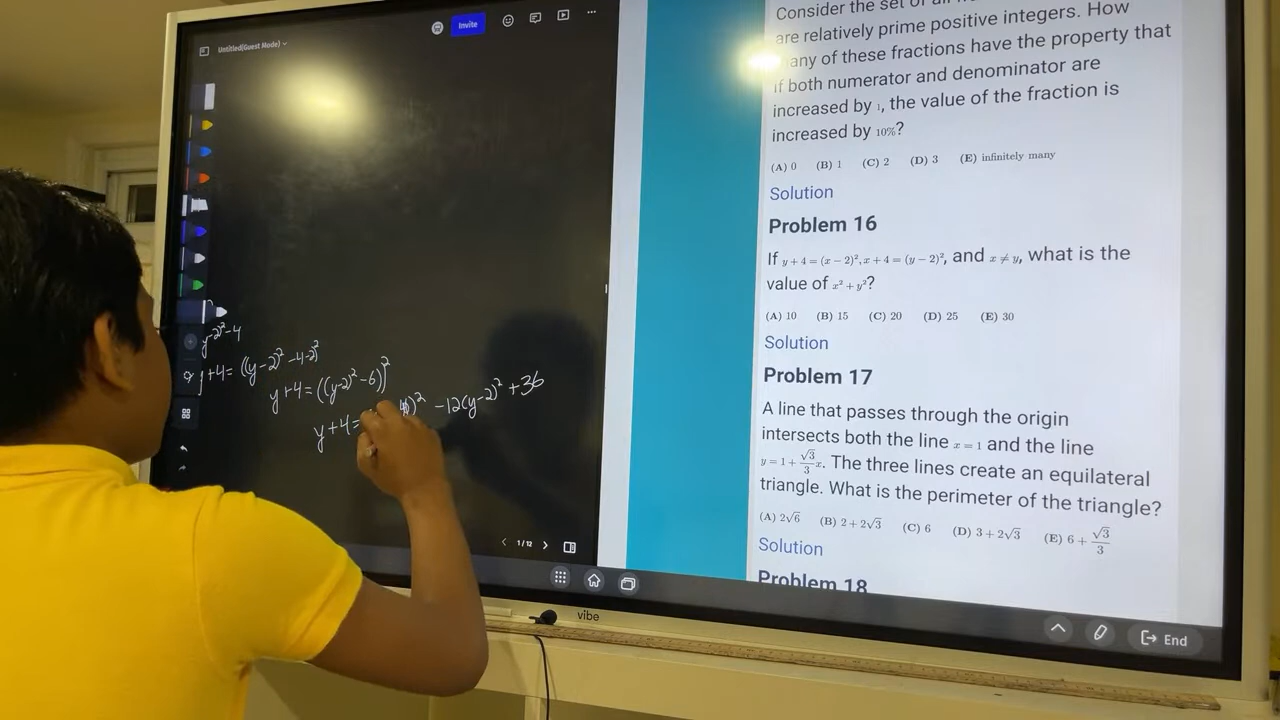 Untitled(Guest Mode)
Invite
y-2)²-4
y+4= ((y-2)² -4-2)²
y+4 = ((y-2)² -6))²
y+4= )² -12(y-2)² +36
1/12
are relatively prime positive integers. How
any of these fractions have the property that
if both numerator and denominator are
increased by 1, the value of the fraction is
increased by 10%?
(A) 0 (B) 1 (C) 2 (D) 3 (E) infinitely many
Solution
Problem 16
If y + 4 = (x − 2)², x + 4 = (y − 2)², and x ≠ y, what is the
value of x² + y²?
(A) 10 (B) 15 (C) 20 (D) 25 (E) 30
Solution
Problem 17
A line that passes through the origin
intersects both the line x = 1 and the line
y = 1 + √3/3 x. The three lines create an equilateral
triangle. What is the perimeter of the triangle?
(A) 2√6 (B) 2 + 2√3 (C) 6 (D) 3 + 2√3 (E) 6 + √3/3
Solution
Problem 18
vibe
End